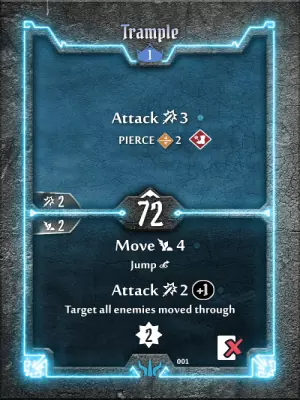 Trample
1
Attack 3
PIERCE 2
2
72
2
Move 4
Jump
Attack 2 +1
Target all enemies moved through
2
001